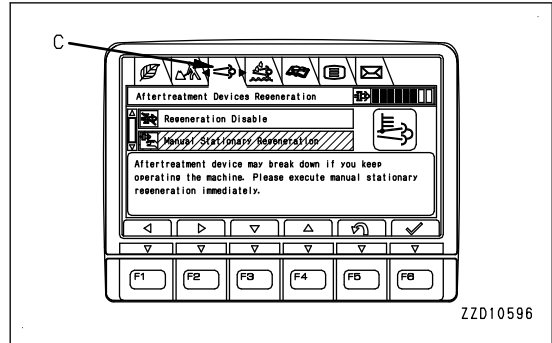 C
Aftertreatment Devices Regeneration
Regeneration Disable
Manual Stationary Regeneration
Aftertreatment device may break down if you keep
operating the machine. Please execute manual stationary
regeneration immediately.
F1 F2 F3 F4 F5 F6
ZZD10596